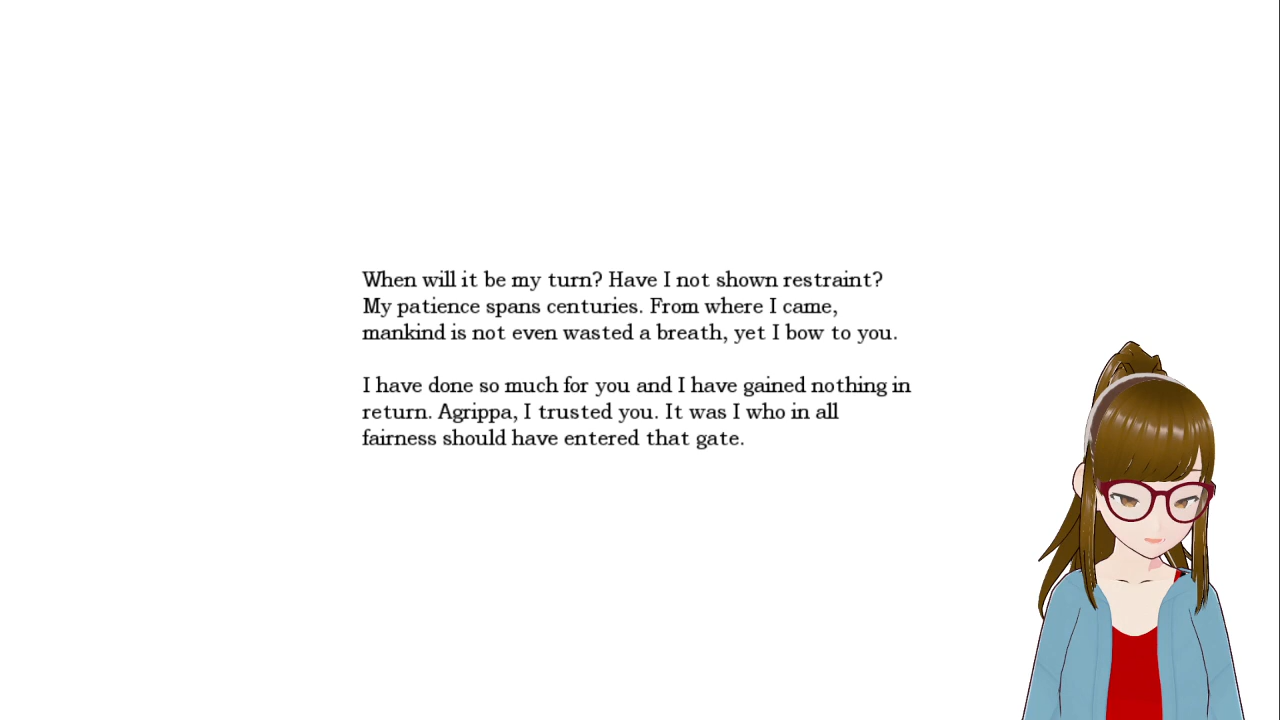 When will it be my turn? Have I not shown restraint?
My patience spans centuries. From where I came,
mankind is not even wasted a breath, yet I bow to you.
I have done so much for you and I have gained nothing in
return. Agrippa, I trusted you. It was I who in all
fairness should have entered that gate.